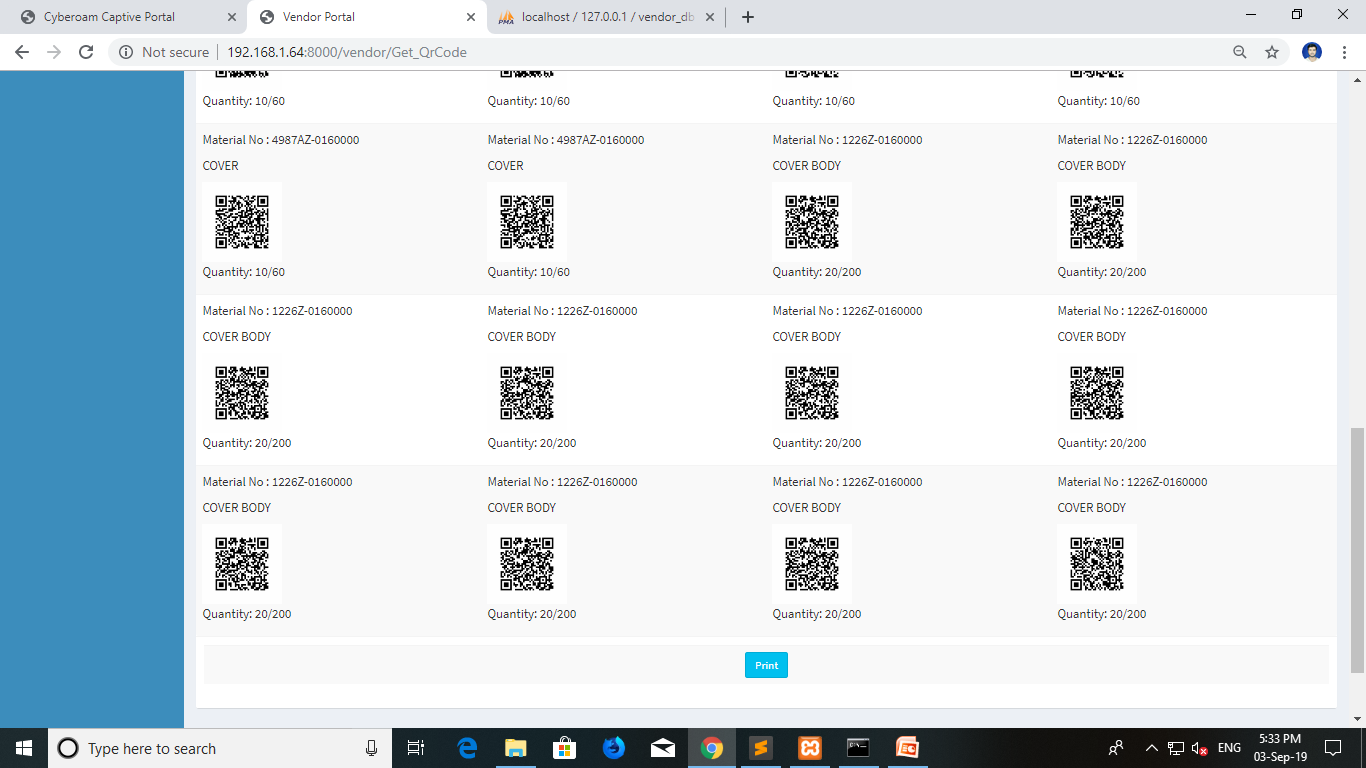 Cyberoam Captive Portal
Vendor Portal
PMA localhost / 127.0.0.1 / vendor_db
Not secure 192.168.1.64:8000/vendor/Get_QrCode
Quantity: 10/60 Quantity: 10/60 Quantity: 10/60 Quantity: 10/60
Material No : 4987AZ-0160000 Material No : 4987AZ-0160000 Material No : 1226Z-0160000 Material No : 1226Z-0160000
COVER COVER COVER BODY COVER BODY
Quantity: 10/60 Quantity: 10/60 Quantity: 20/200 Quantity: 20/200
Material No : 1226Z-0160000 Material No : 1226Z-0160000 Material No : 1226Z-0160000 Material No : 1226Z-0160000
COVER BODY COVER BODY COVER BODY COVER BODY
Quantity: 20/200 Quantity: 20/200 Quantity: 20/200 Quantity: 20/200
Material No : 1226Z-0160000 Material No : 1226Z-0160000 Material No : 1226Z-0160000 Material No : 1226Z-0160000
COVER BODY COVER BODY COVER BODY COVER BODY
Quantity: 20/200 Quantity: 20/200 Quantity: 20/200 Quantity: 20/200
Print
Type here to search
ENG
5:33 PM
03-Sep-19